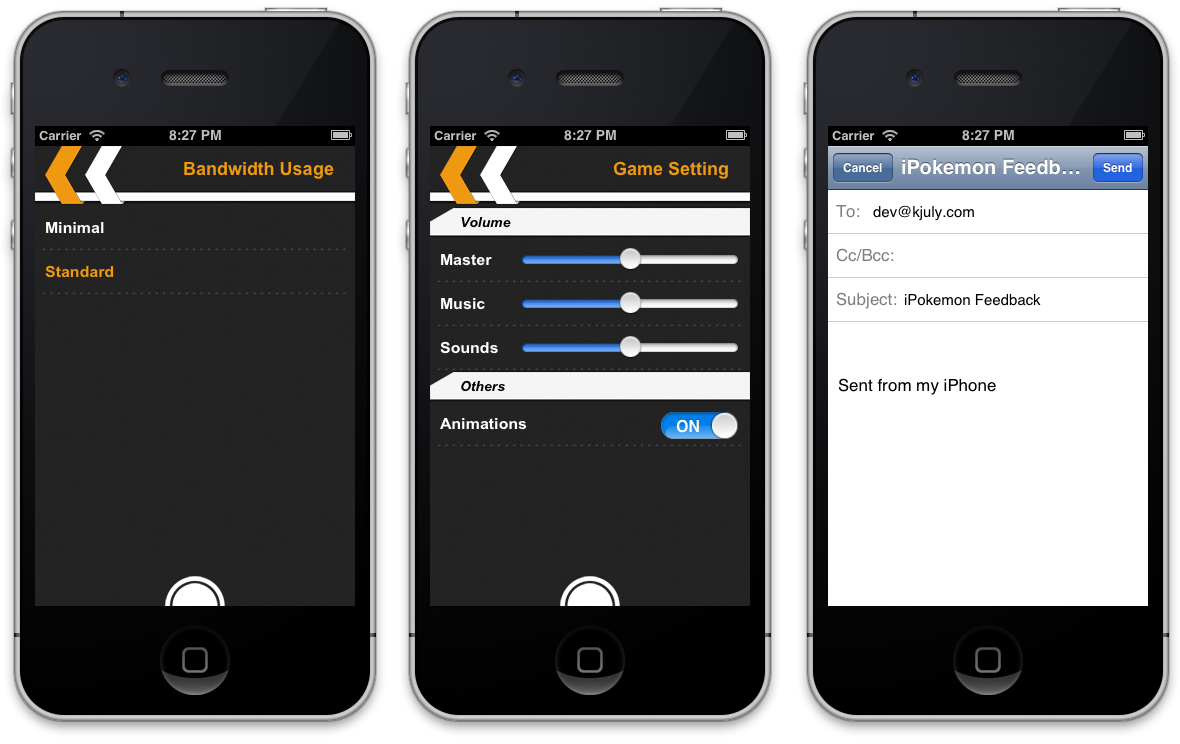 Carrier 8:27 PM
Bandwidth Usage
Minimal
Standard
Carrier 8:27 PM
Game Setting
Volume
Master
Music
Sounds
Others
Animations ON
Carrier 8:27 PM
Cancel iPokemon Feedb... Send
To: dev@kjuly.com
Cc/Bcc:
Subject: iPokemon Feedback
Sent from my iPhone